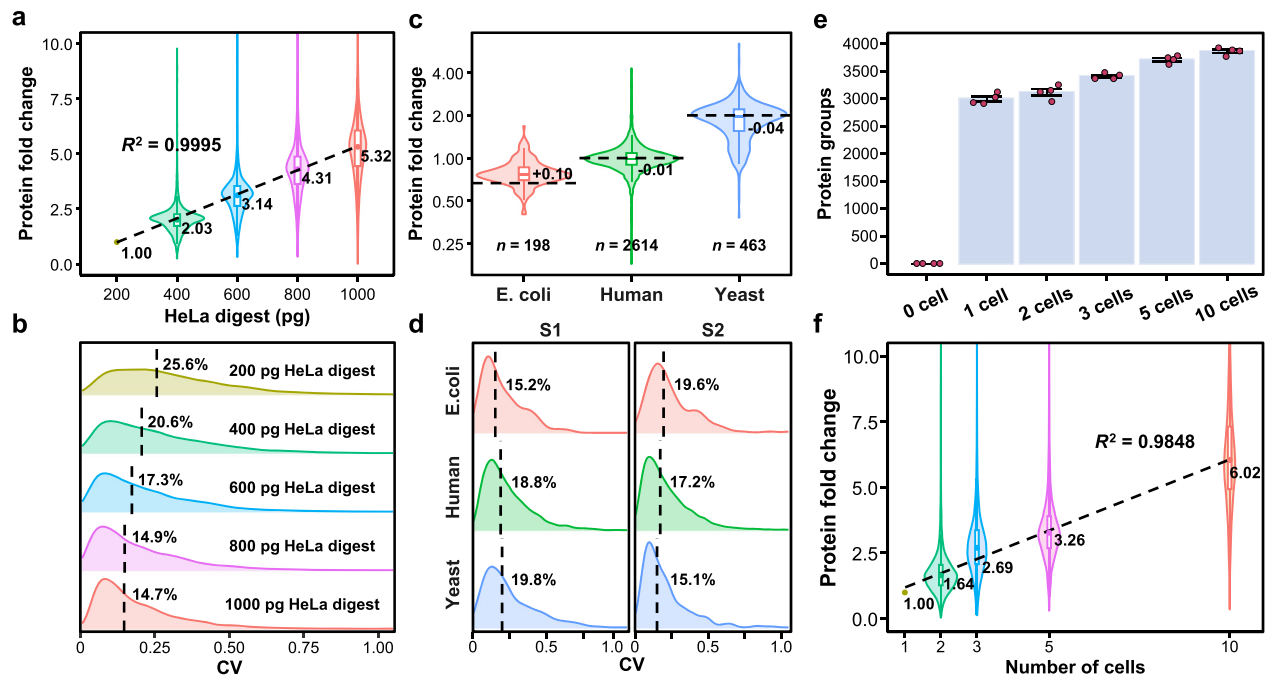 a
Protein fold change
10.0
7.5
5.0
2.5
0.0
R² = 0.9995
1.00
2.03
3.14
4.31
5.32
200
400
600
800
1000
HeLa digest (pg)
b
25.6%
200 pg HeLa digest
20.6%
400 pg HeLa digest
17.3%
600 pg HeLa digest
14.9%
800 pg HeLa digest
14.7%
1000 pg HeLa digest
0
0.25
0.50
0.75
1.00
CV
c
Protein fold change
4.00
2.00
1.00
0.50
0.25
+0.10
-0.01
-0.04
n = 198
n = 2614
n = 463
E. coli
Human
Yeast
d
S1
S2
E.coli
15.2%
19.6%
Human
18.8%
17.2%
Yeast
19.8%
15.1%
0
0.5
1.0
0
0.5
1.0
CV
e
Protein groups
4000
3500
3000
2500
2000
1500
1000
500
0
0 cell
1 cell
2 cells
3 cells
5 cells
10 cells
f
Protein fold change
10.0
7.5
5.0
2.5
0.0
R² = 0.9848
1.00
1.64
2.69
3.26
6.02
1
2
3
5
10
Number of cells